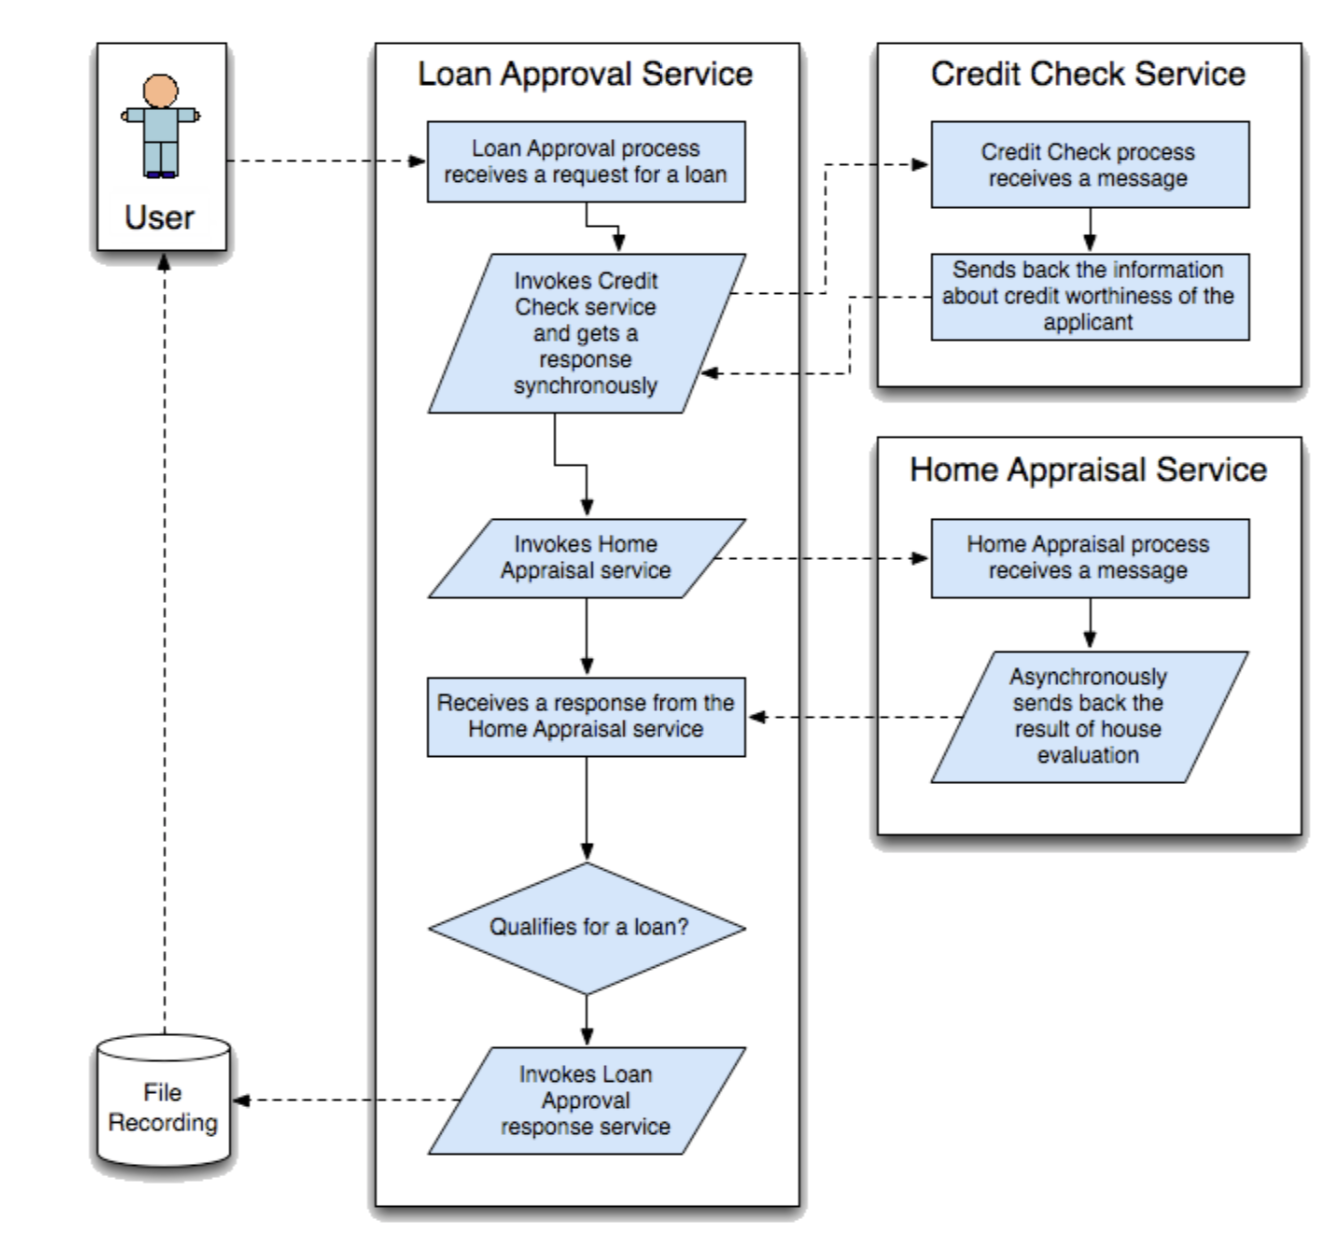 User
Loan Approval Service
Loan Approval process
receives a request for a loan
Invokes Credit
Check service
and gets a
response
synchronously
Invokes Home
Appraisal service
Receives a response from the
Home Appraisal service
Qualifies for a loan?
Invokes Loan
Approval
response service
Credit Check Service
Credit Check process
receives a message
Sends back the information
about credit worthiness of the
applicant
Home Appraisal Service
Home Appraisal process
receives a message
Asynchronously
sends back the
result of house
evaluation
File
Recording